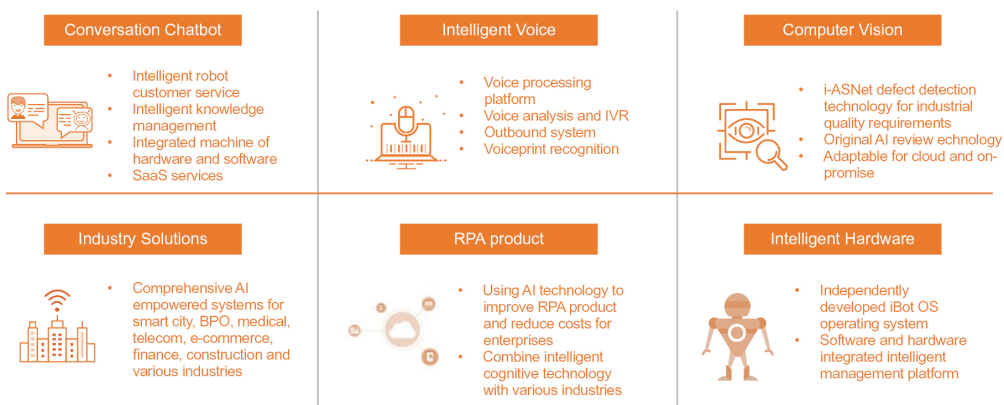 Conversation Chatbot
Intelligent robot
customer service
Intelligent knowledge
management
Integrated machine of
hardware and software
SaaS services
Intelligent Voice
Voice processing
platform
Voice analysis and IVR
Outbound system
Voiceprint recognition
Computer Vision
i-ASNet defect detection
technology for industrial
quality requirements
Original AI review echnology
Adaptable for cloud and on-
promise
Industry Solutions
Comprehensive AI
empowered systems for
smart city, BPO, medical,
telecom, e-commerce,
finance, construction and
various industries
RPA product
Using AI technology to
improve RPA product
and reduce costs for
enterprises
Combine intelligent
cognitive technology
with various industries
Intelligent Hardware
Independently
developed iBot OS
operating system
Software and hardware
integrated intelligent
management platform